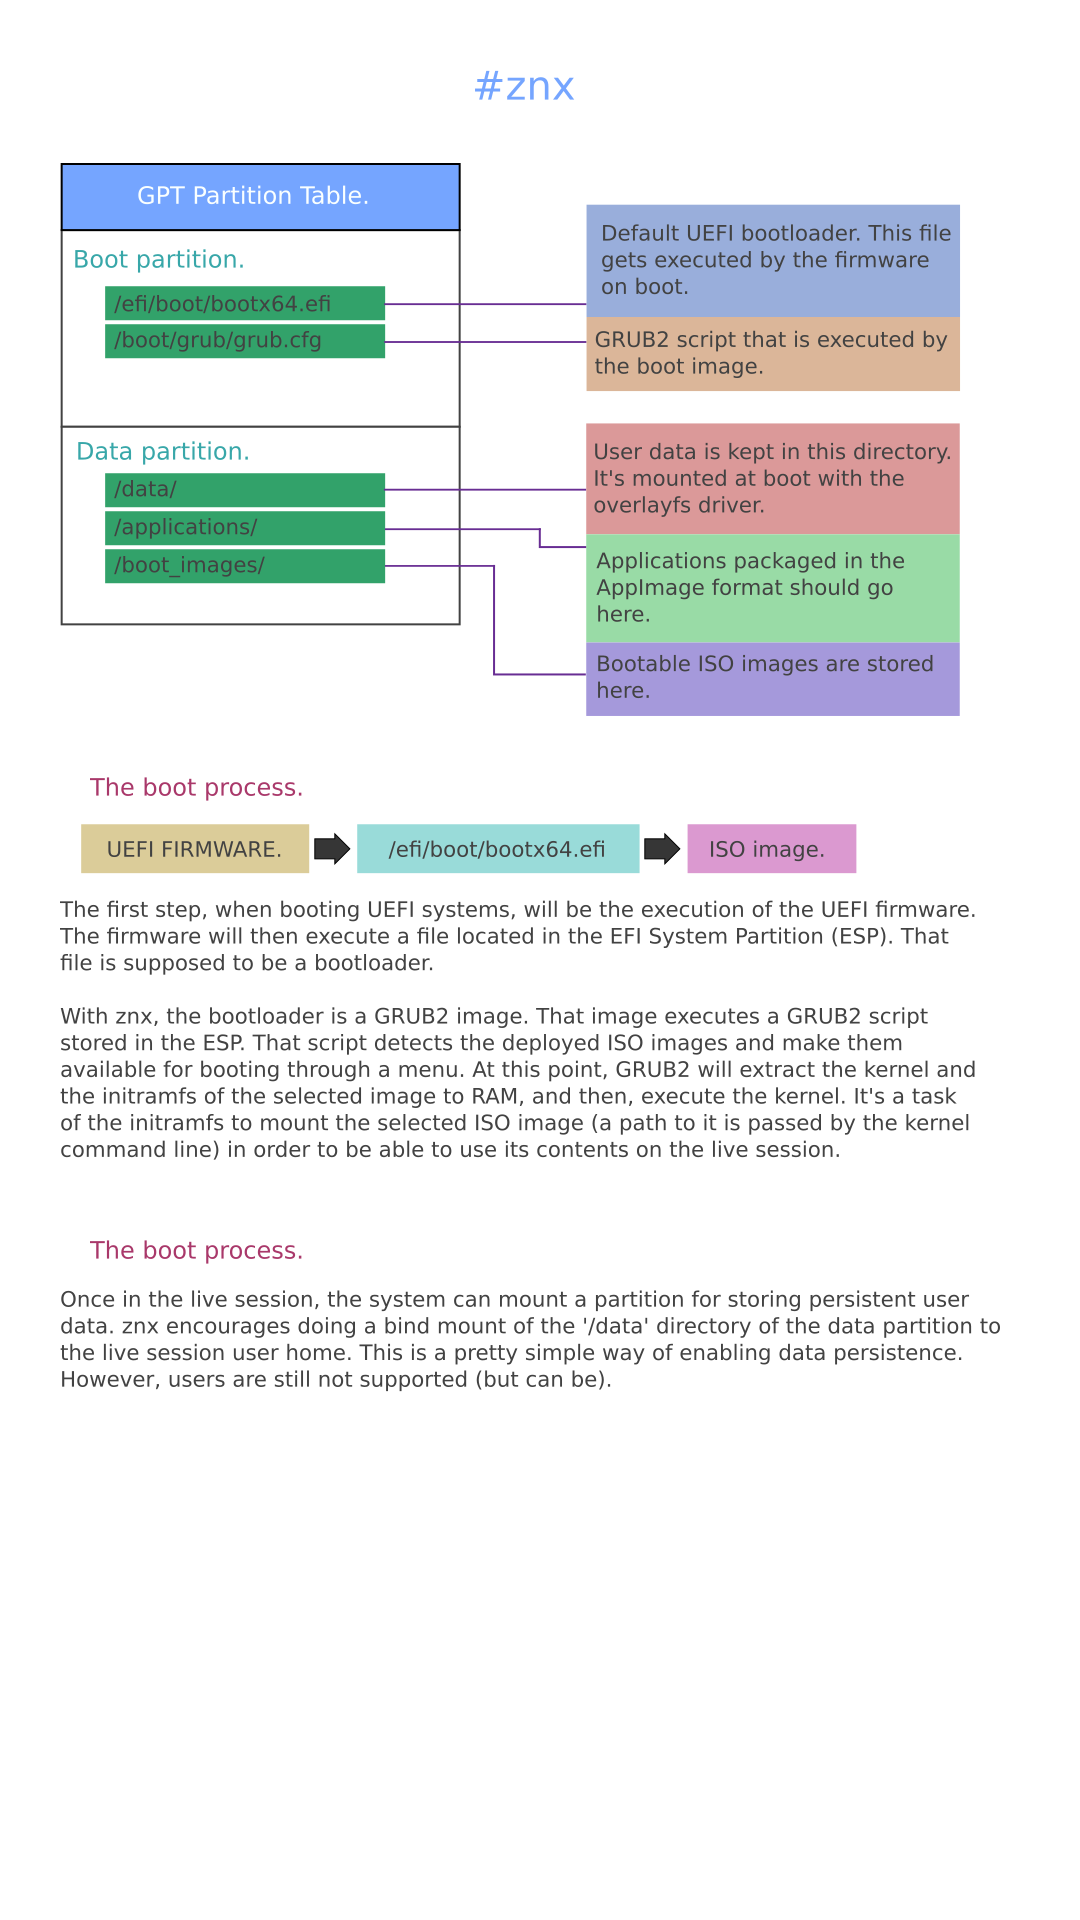 #znx
GPT Partition Table.
Boot partition.
/efi/boot/bootx64.efi
/boot/grub/grub.cfg
Default UEFI bootloader. This file
gets executed by the firmware
on boot.
GRUB2 script that is executed by
the boot image.
Data partition.
/data/
/applications/
/boot_images/
User data is kept in this directory.
It's mounted at boot with the
overlayfs driver.
Applications packaged in the
AppImage format should go
here.
Bootable ISO images are stored
here.
The boot process.
UEFI FIRMWARE.
/efi/boot/bootx64.efi
ISO image.
The first step, when booting UEFI systems, will be the execution of the UEFI firmware.
The firmware will then execute a file located in the EFI System Partition (ESP). That
file is supposed to be a bootloader.
With znx, the bootloader is a GRUB2 image. That image executes a GRUB2 script
stored in the ESP. That script detects the deployed ISO images and make them
available for booting through a menu. At this point, GRUB2 will extract the kernel and
the initramfs of the selected image to RAM, and then, execute the kernel. It's a task
of the initramfs to mount the selected ISO image (a path to it is passed by the kernel
command line) in order to be able to use its contents on the live session.
The boot process.
Once in the live session, the system can mount a partition for storing persistent user
data. znx encourages doing a bind mount of the '/data' directory of the data partition to
the live session user home. This is a pretty simple way of enabling data persistence.
However, users are still not supported (but can be).